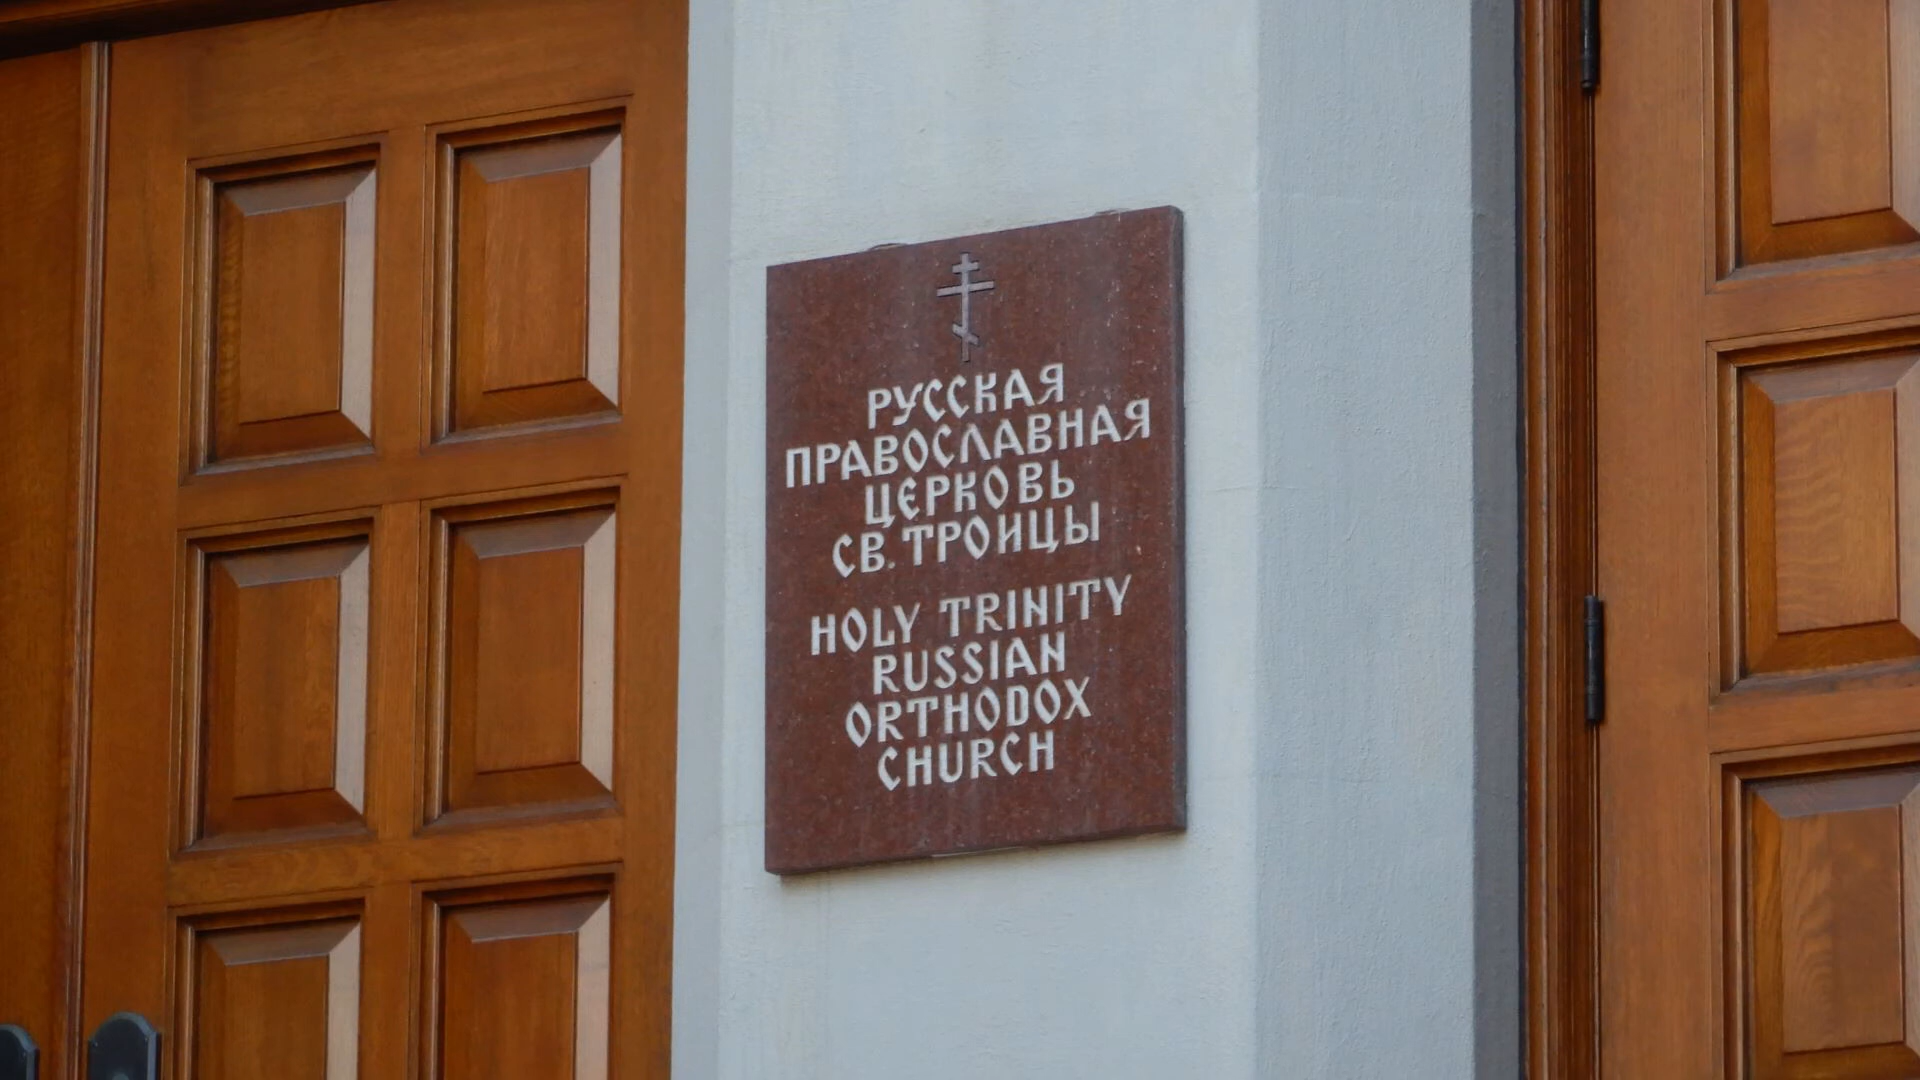 РУССКАЯ
ПРАВОСЛАВНАЯ
ЦЕРКОВЬ
СВ. ТРОИЦЫ
HOLY TRINITY
RUSSIAN
ORTHODOX
CHURCH